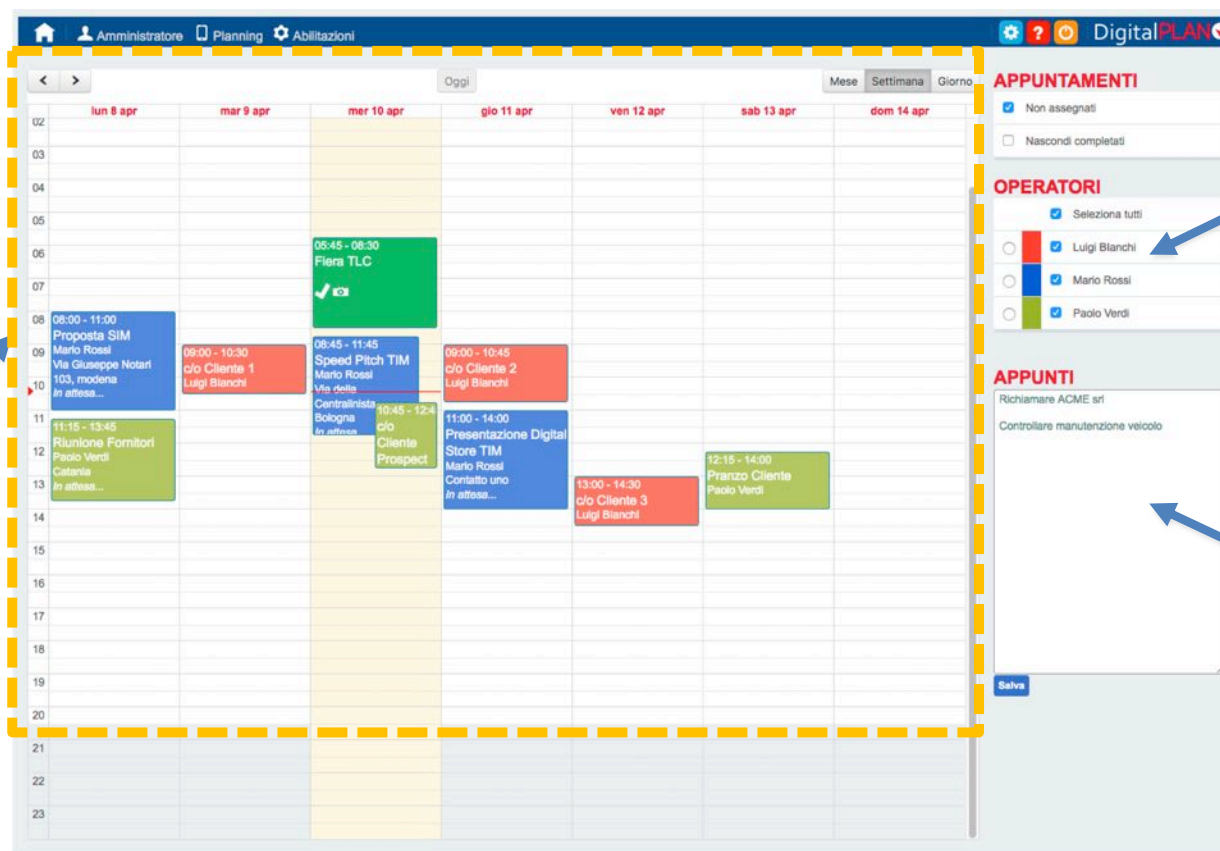 Amministratore Planning Abilitazioni
? DigitalPLAN
< > Oggi Mese Settimana Giorno
lun 8 apr mar 9 apr mer 10 apr gio 11 apr ven 12 apr sab 13 apr dom 14 apr
02
03
04
05
06
07
08
09
10
11
12
13
14
15
16
17
18
19
20
21
22
23
08:00 - 11:00
Proposta SIM
Mario Rossi
Via Giuseppe Notari
103, modena
In attesa...
11:15 - 13:45
Riunione Fornitori
Paolo Verdi
Catania
In attesa...
09:00 - 10:30
c/o Cliente 1
Luigi Bianchi
05:45 - 08:30
Fiera TLC
08:45 - 11:45
Speed Pitch TIM
Mario Rossi
Via della
Centralinista
Bologna
In attesa
10:45 - 12:4
c/o
Cliente
Prospect
09:00 - 10:45
c/o Cliente 2
Luigi Bianchi
11:00 - 14:00
Presentazione Digital
Store TIM
Mario Rossi
Contatto uno
In attesa...
13:00 - 14:30
c/o Cliente 3
Luigi Bianchi
12:15 - 14:00
Pranzo Cliente
Paolo Verdi
APPUNTAMENTI
Non assegnati
Nascondi completati
OPERATORI
Seleziona tutti
Luigi Bianchi
Mario Rossi
Paolo Verdi
APPUNTI
Richiamare ACME srl
Controllare manutenzione veicolo
Salva